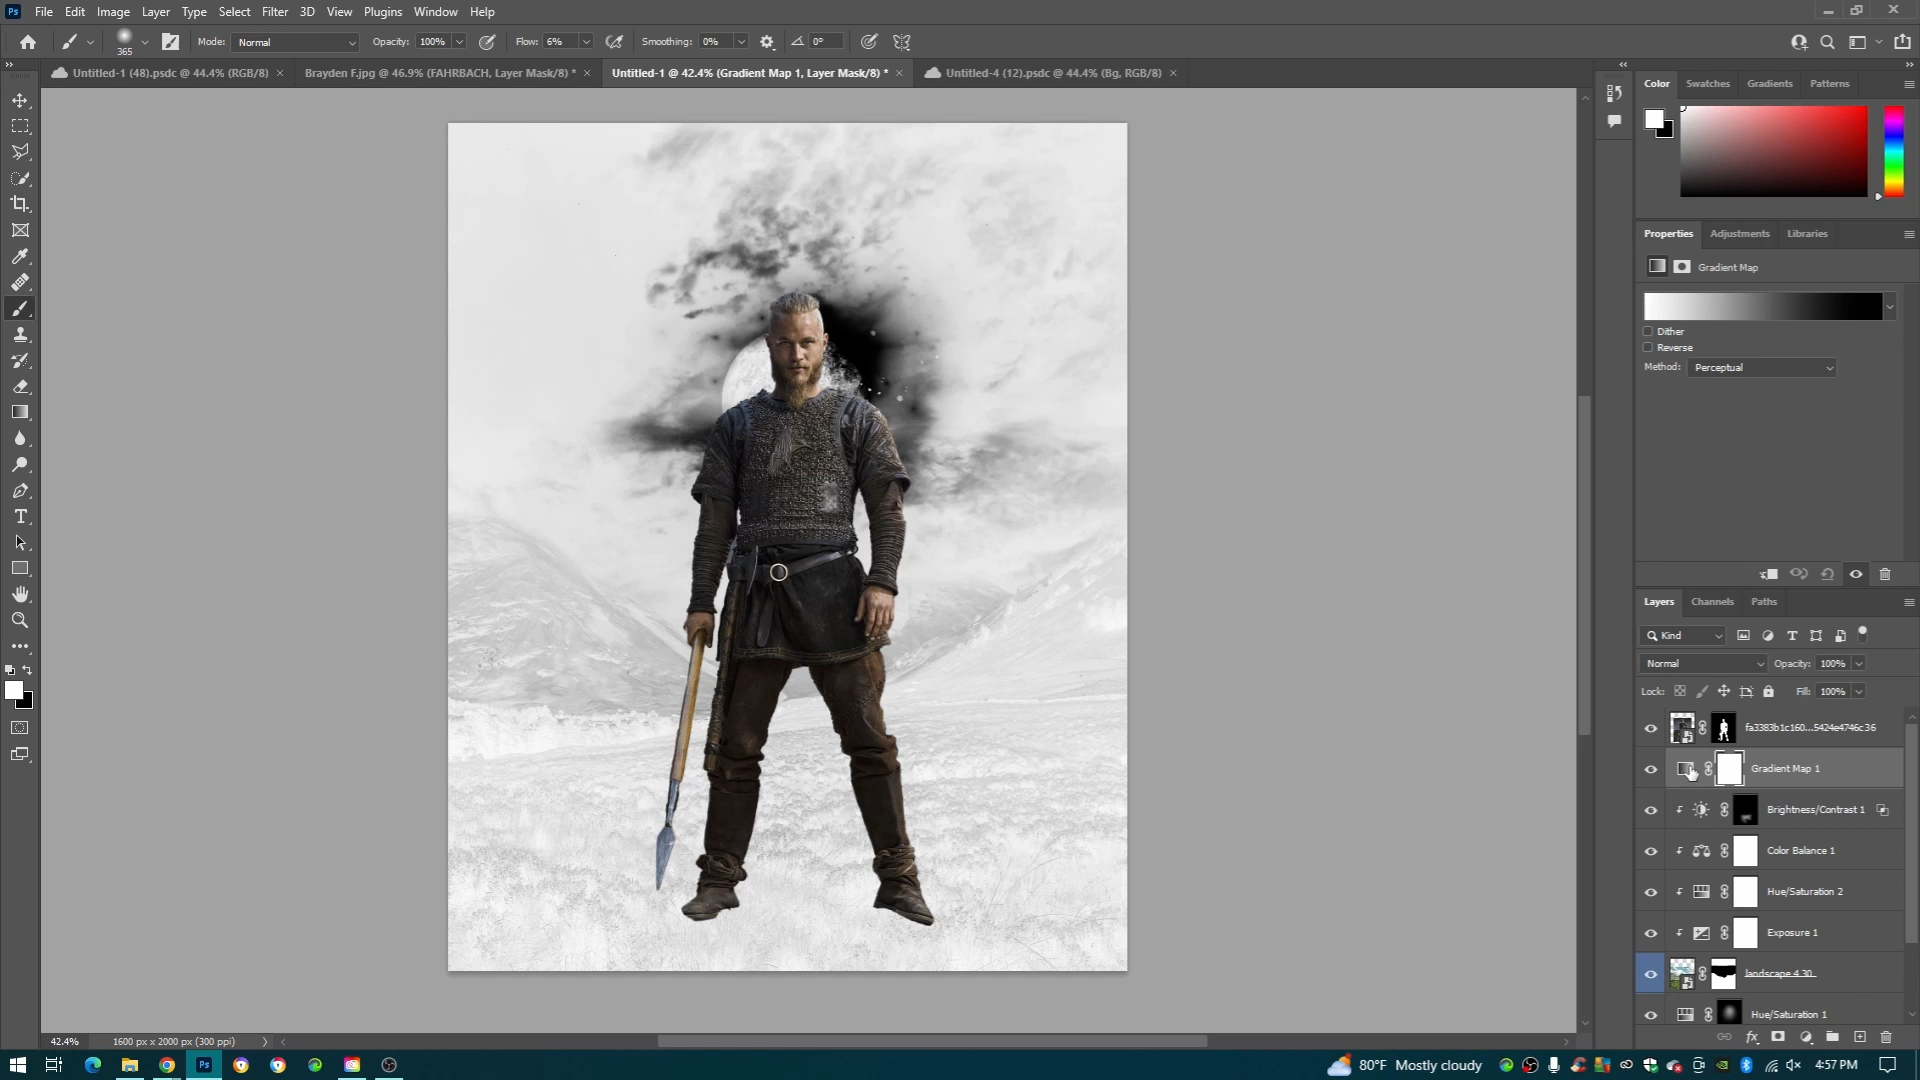 Ps File Edit Image Layer Type Select Filter 3D View Plugins Window Help
365 Mode: Normal Opacity: 100% Flow: 6% Smoothing: 0% 0°
Untitled-1 (48).psdc @ 44.4% (RGB/8) × Brayden F.jpg @ 46.9% (FAHRBACH, Layer Mask/8) * × Untitled-1 @ 42.4% (Gradient Map 1, Layer Mask/8) * × Untitled-4 (12).psdc @ 44.4% (Bg, RGB/8) ×
Color Swatches Gradients Patterns
Properties Adjustments Libraries
Gradient Map
Dither
Reverse
Method: Perceptual
Layers Channels Paths
Kind
Normal Opacity: 100%
Lock: Fill: 100%
fa3383b1c160...5424e4746c36
Gradient Map 1
Brightness/Contrast 1
Color Balance 1
Hue/Saturation 2
Exposure 1
landscape 4.30
Hue/Saturation 1
42.4% 1600 px x 2000 px (300 ppi)
Ps 80°F Mostly cloudy 4:57 PM